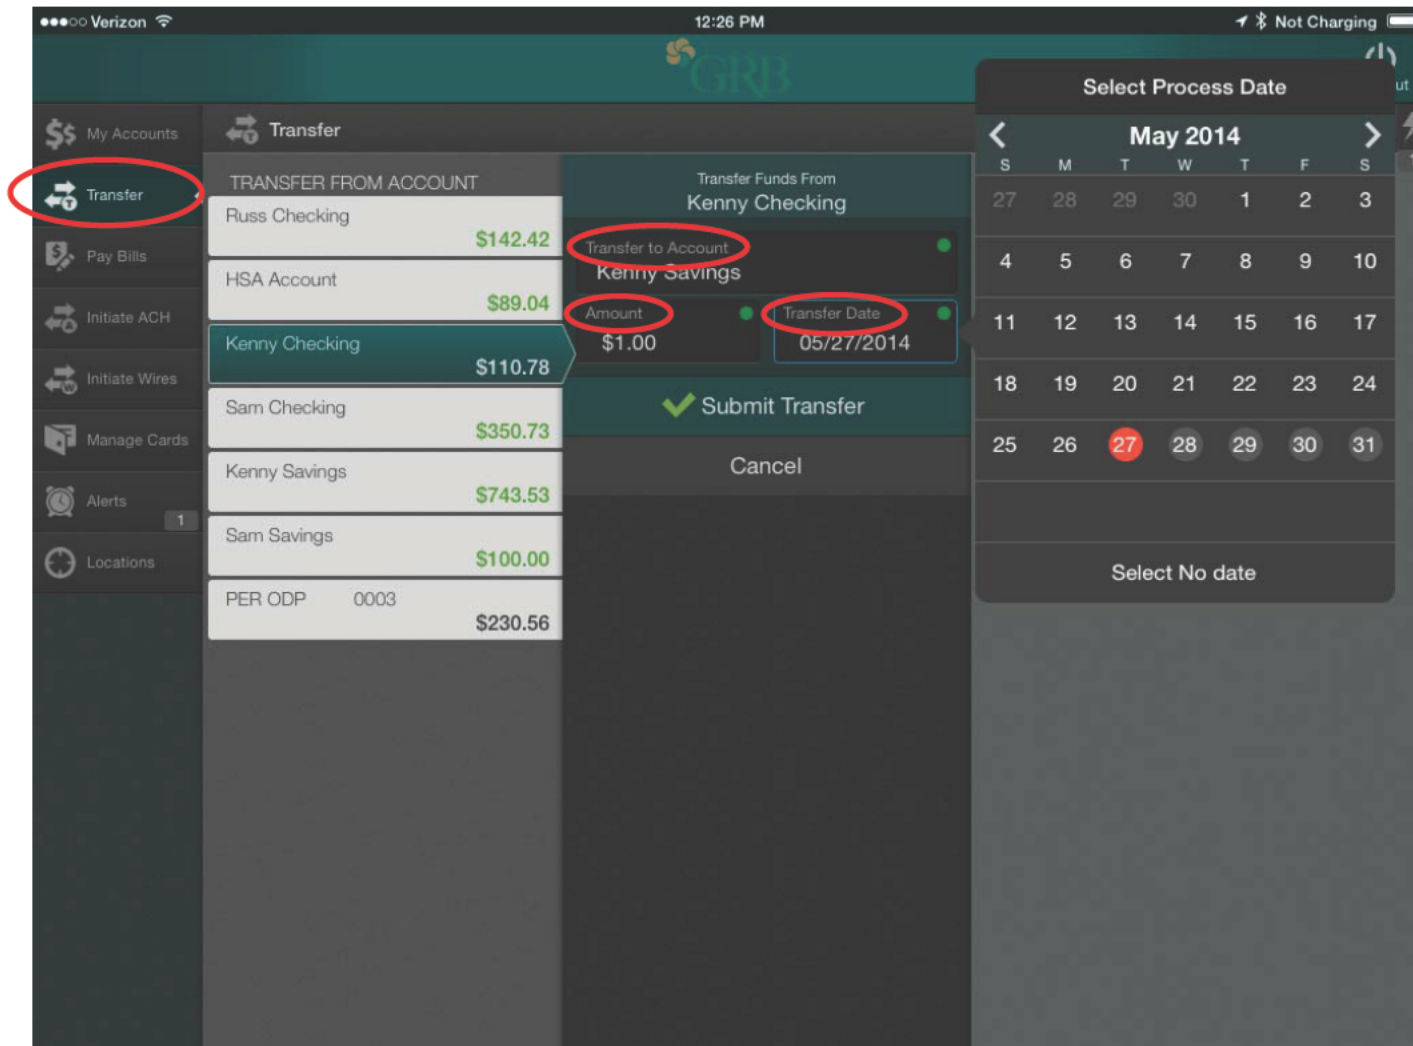 Verizon 12:26 PM Not Charging
GRB
My Accounts
Transfer
Pay Bills
Initiate ACH
Initiate Wires
Manage Cards
Alerts
1
Locations
Transfer
TRANSFER FROM ACCOUNT
Russ Checking
$142.42
HSA Account
$89.04
Kenny Checking
$110.78
Sam Checking
$350.73
Kenny Savings
$743.53
Sam Savings
$100.00
PER ODP 0003
$230.56
Transfer Funds From
Kenny Checking
Transfer to Account
Kenny Savings
Amount
$1.00
Transfer Date
05/27/2014
Submit Transfer
Cancel
ut
Select Process Date
May 2014
S M T W T F S
27 28 29 30 1 2 3
4 5 6 7 8 9 10
11 12 13 14 15 16 17
18 19 20 21 22 23 24
25 26 27 28 29 30 31
Select No date